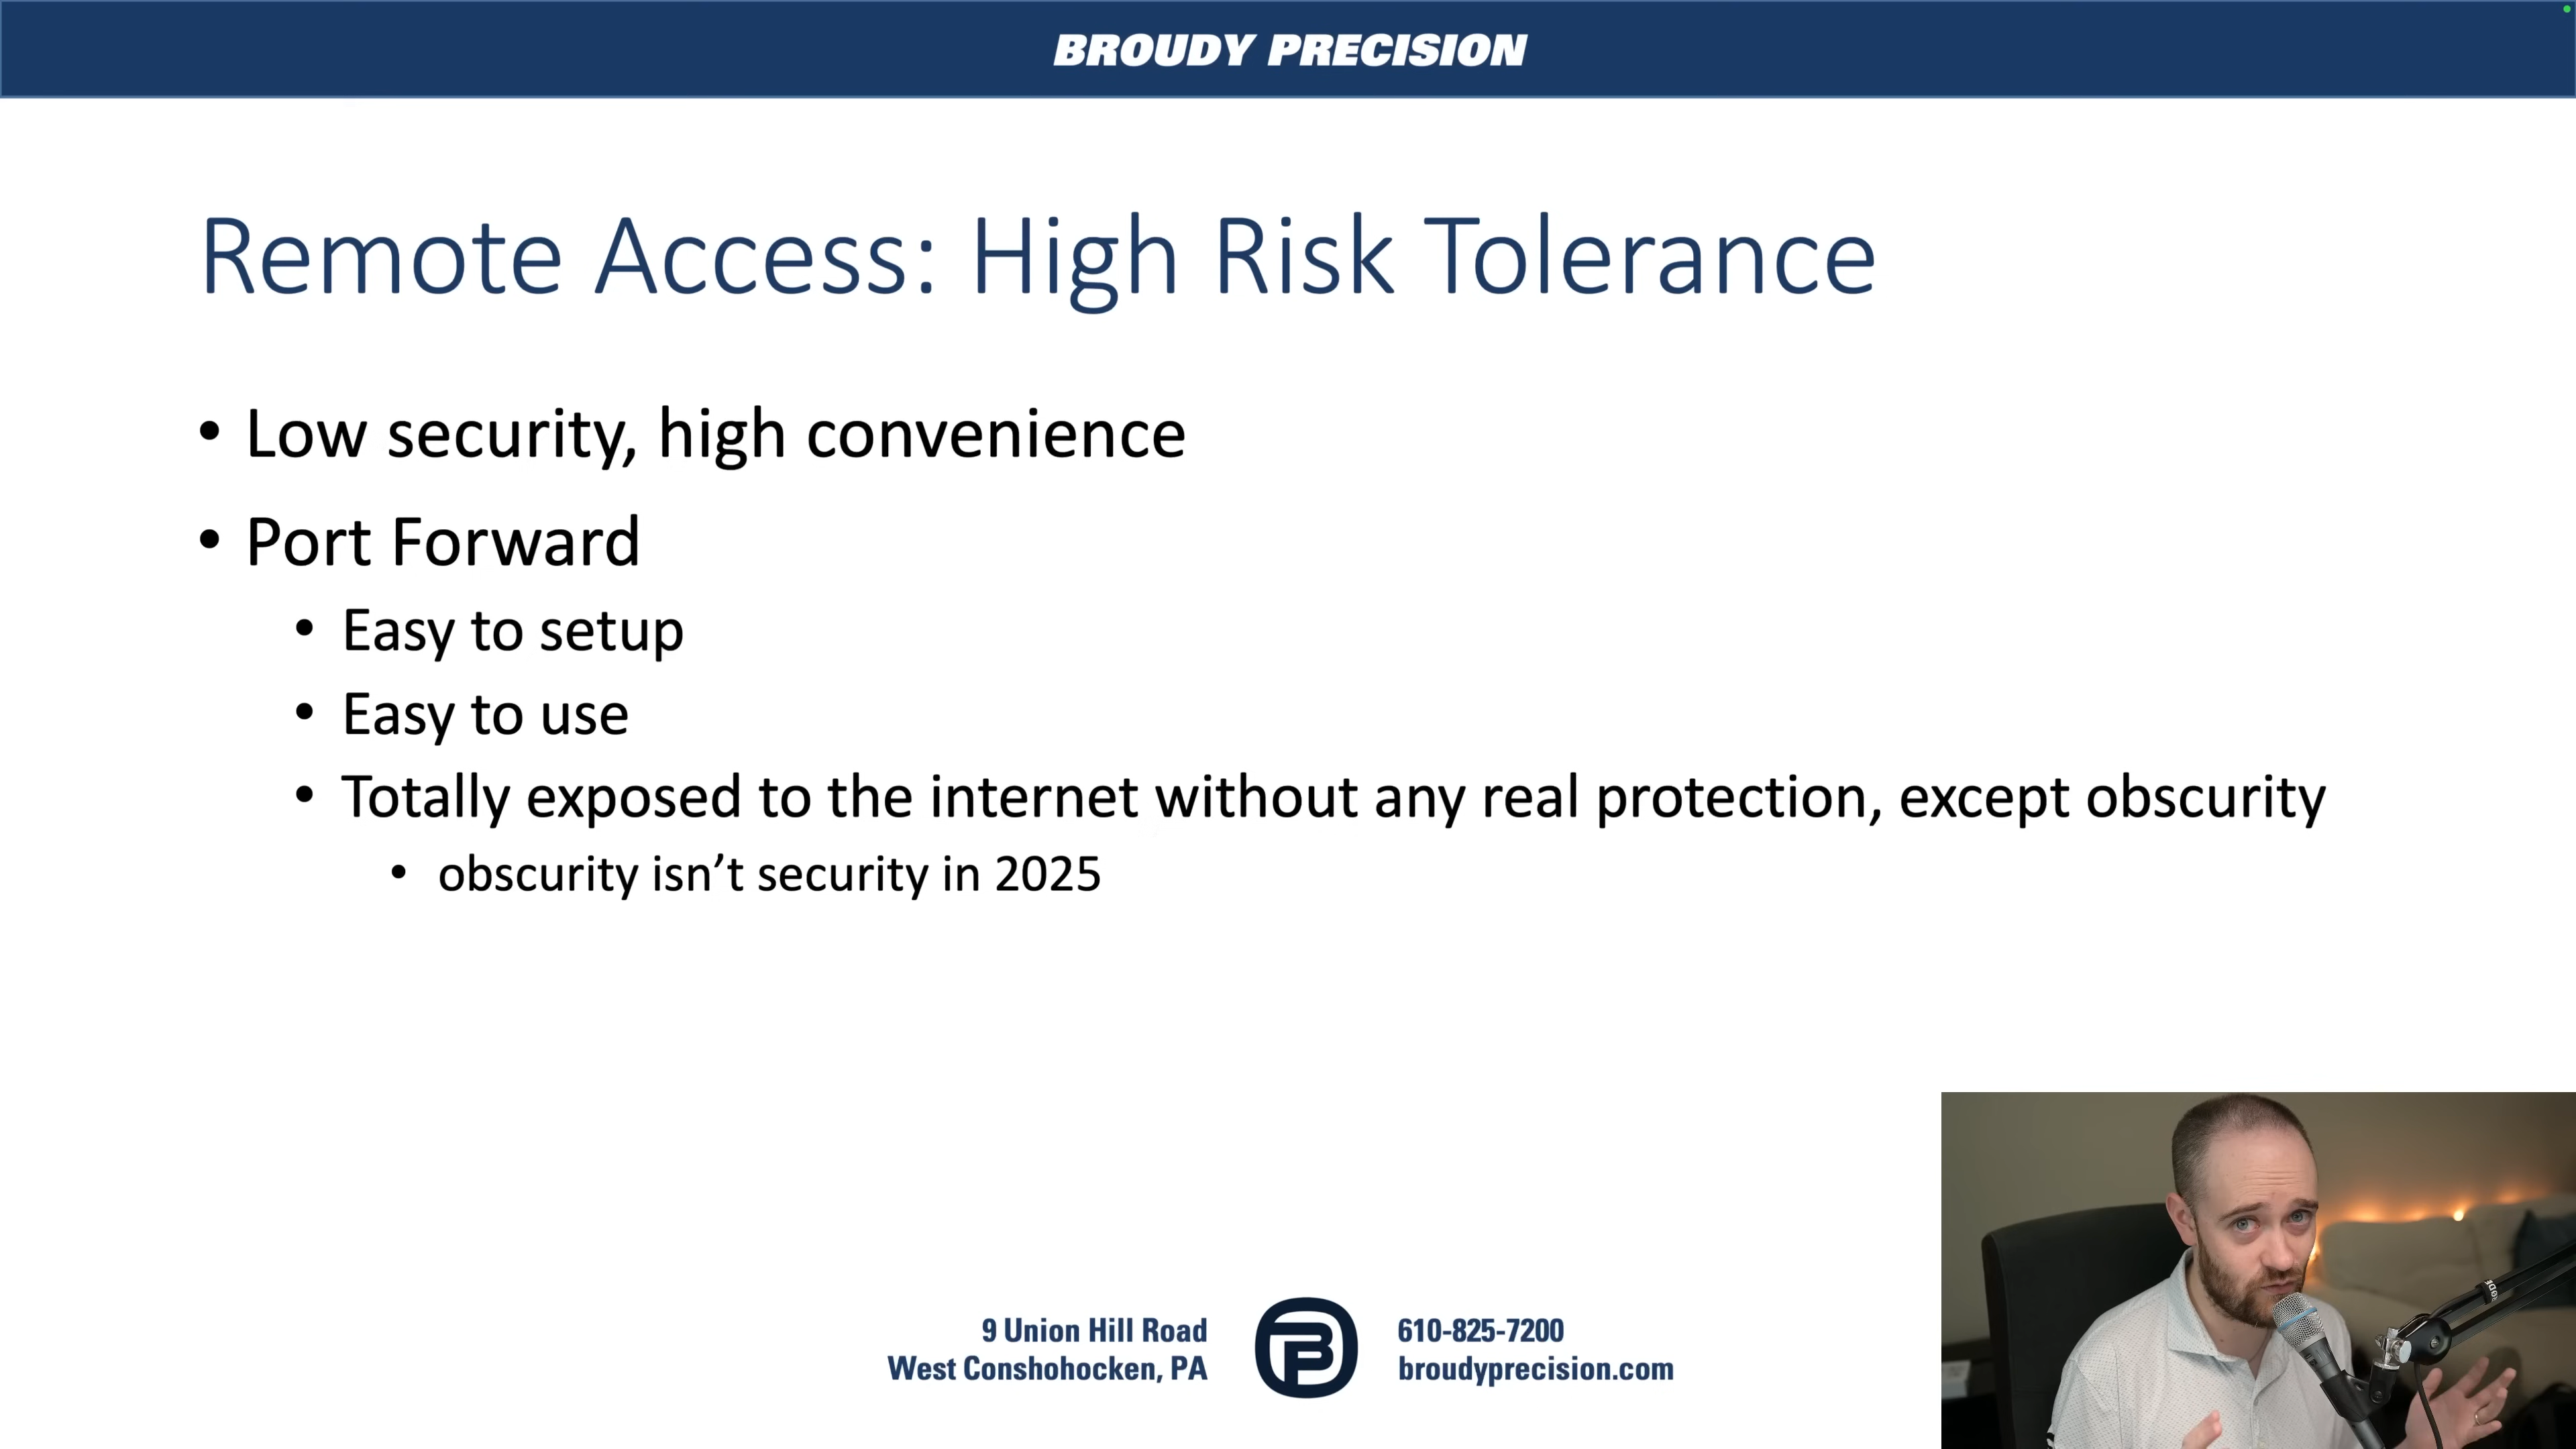 BROUDY PRECISION
Remote Access: High Risk Tolerance
• Low security, high convenience
• Port Forward
• Easy to setup
• Easy to use
• Totally exposed to the internet without any real protection, except obscurity
• obscurity isn’t security in 2025
9 Union Hill Road
West Conshohocken, PA
610-825-7200
broudyprecision.com
RODE